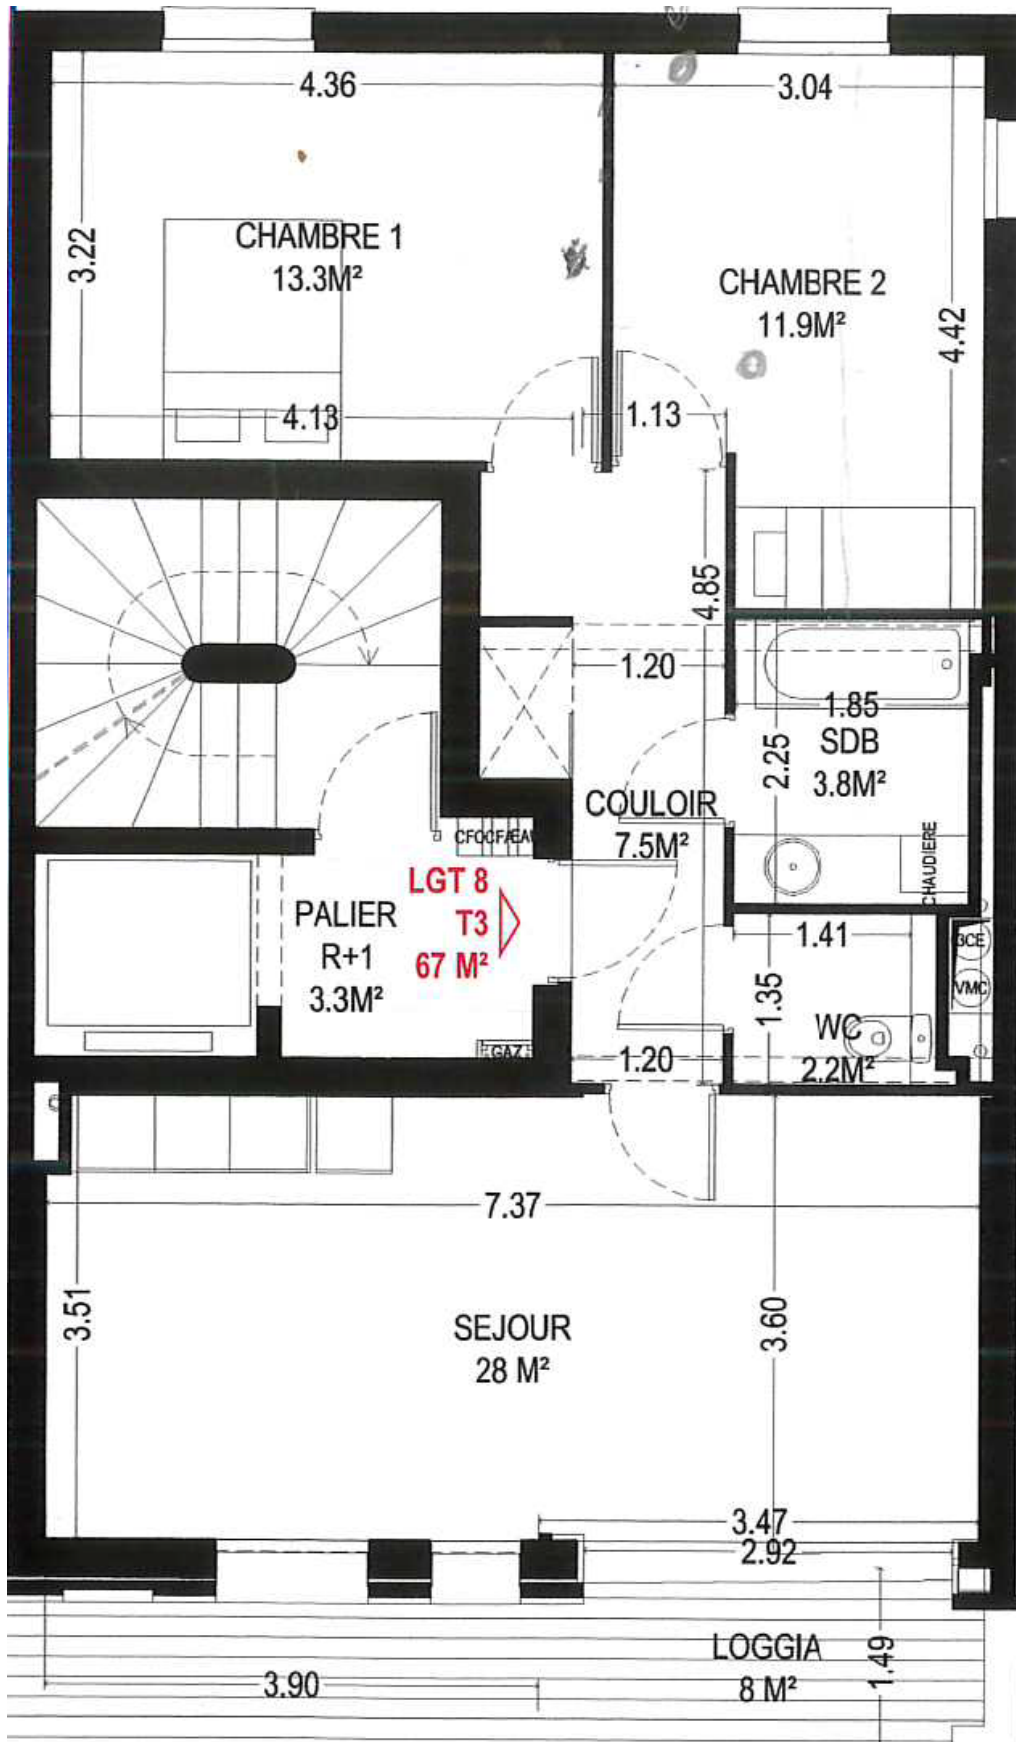 4.36
3.04
3.22
CHAMBRE 1
13.3M²
CHAMBRE 2
11.9M²
4.42
4.13
1.13
4.85
1.20
1.85
SDB
3.8M²
2.25
COULOIR
7.5M²
CHAUDIERE
CFO CFA EAU
LGT 8
T3
67 M²
PALIER
R+1
3.3M²
1.41
1.35
WC
2.2M²
VMC
GAZ
1.20
7.37
3.51
3.60
SEJOUR
28 M²
3.47
2.92
LOGGIA
8 M²
1.49
3.90